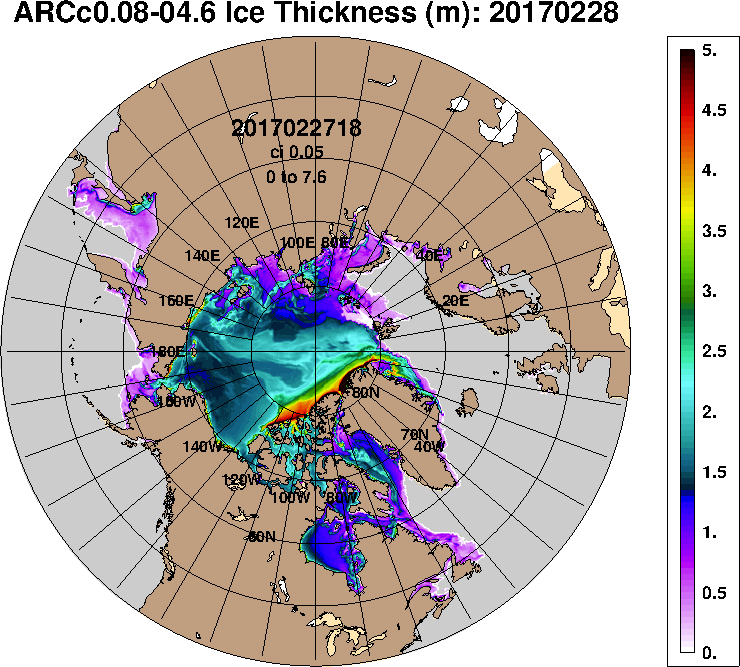 ARCc0.08-04.6 Ice Thickness (m): 20170228
2017022718
ci 0.05
0 to 7.6
120E
100E 80E
140E
40E
160E
20E
180E
160W
80N
140W
70N
40W
120W
100W
80W
60N
5.
4.5
4.
3.5
3.
2.5
2.
1.5
1.
0.5
0.